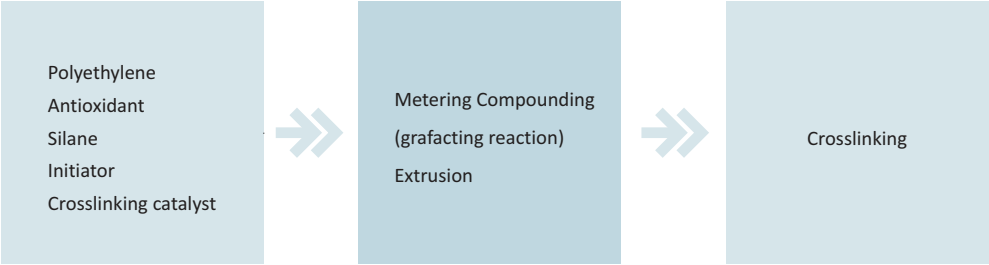 Polyethylene
Antioxidant
Silane
Initiator
Crosslinking catalyst
Metering Compounding
(grafacting reaction)
Extrusion
Crosslinking